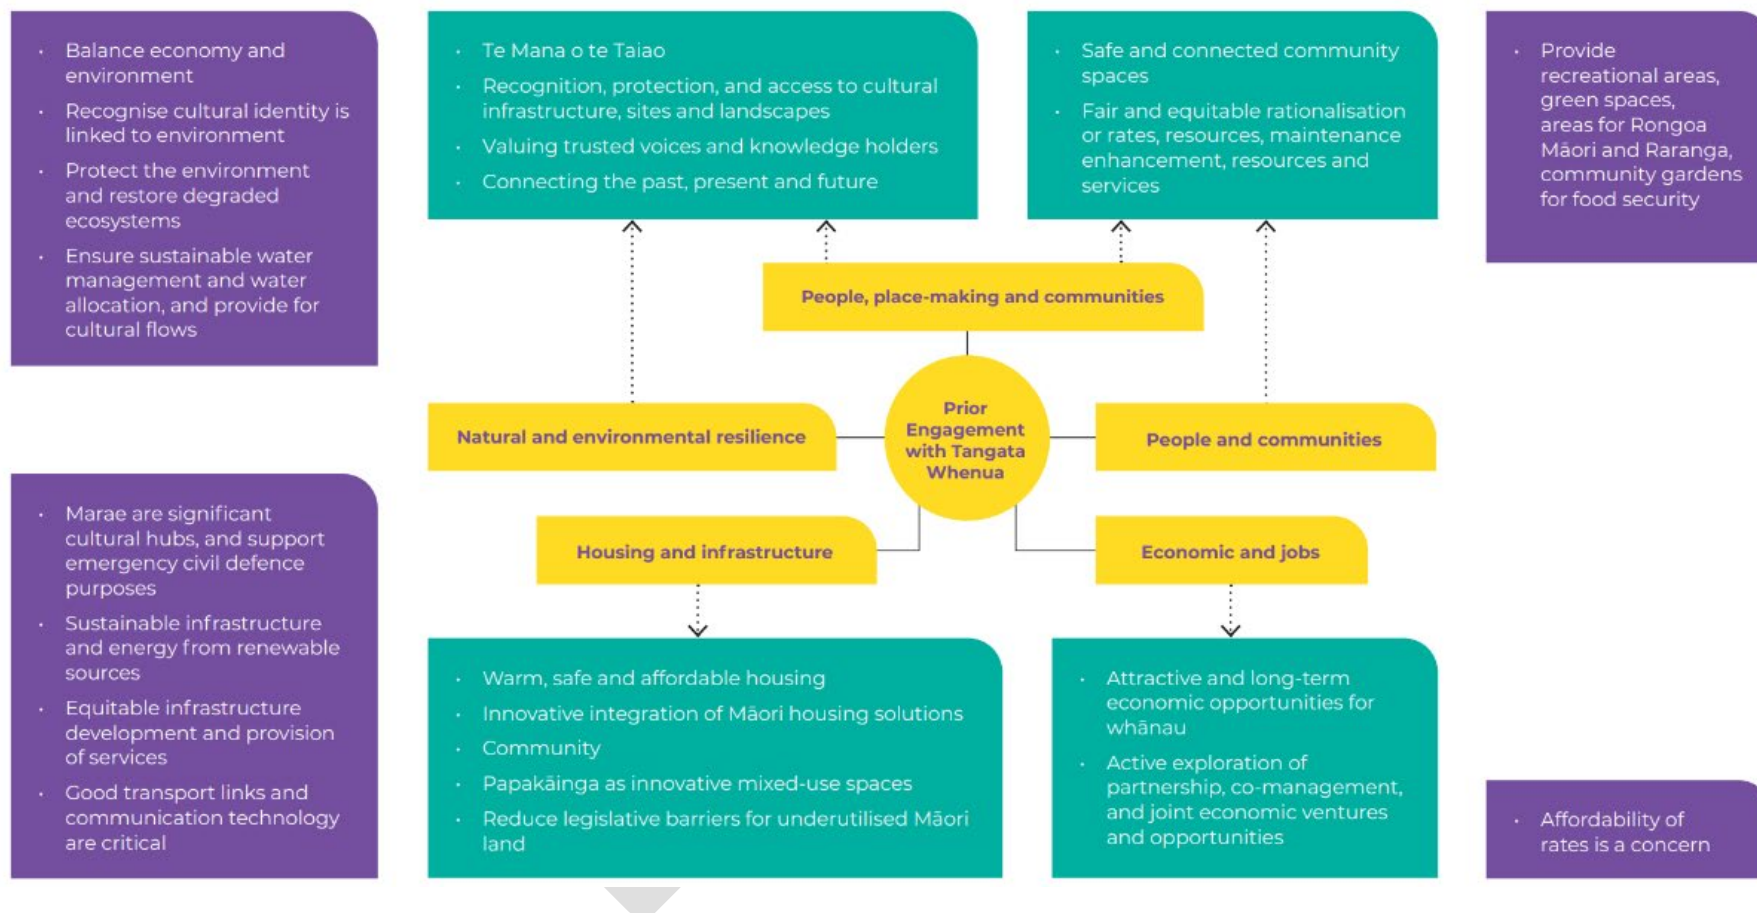 • Balance economy and
environment
• Recognise cultural identity is
linked to environment
• Protect the environment
and restore degraded
ecosystems
• Ensure sustainable water
management and water
allocation, and provide for
cultural flows
• Te Mana o te Taiao
• Recognition, protection, and access to cultural
infrastructure, sites and landscapes
• Valuing trusted voices and knowledge holders
• Connecting the past, present and future
• Safe and connected community
spaces
• Fair and equitable rationalisation
or rates, resources, maintenance
enhancement, resources and
services
• Provide
recreational areas,
green spaces,
areas for Rongoa
Māori and Raranga,
community gardens
for food security
People, place-making and communities
Natural and environmental resilience
Prior
Engagement
with Tangata
Whenua
People and communities
Housing and infrastructure
Economic and jobs
• Marae are significant
cultural hubs, and support
emergency civil defence
purposes
• Sustainable infrastructure
and energy from renewable
sources
• Equitable infrastructure
development and provision
of services
• Good transport links and
communication technology
are critical
• Warm, safe and affordable housing
• Innovative integration of Māori housing solutions
• Community
• Papakāinga as innovative mixed-use spaces
• Reduce legislative barriers for underutilised Māori
land
• Attractive and long-term
economic opportunities for
whānau
• Active exploration of
partnership, co-management,
and joint economic ventures
and opportunities
• Affordability of
rates is a concern